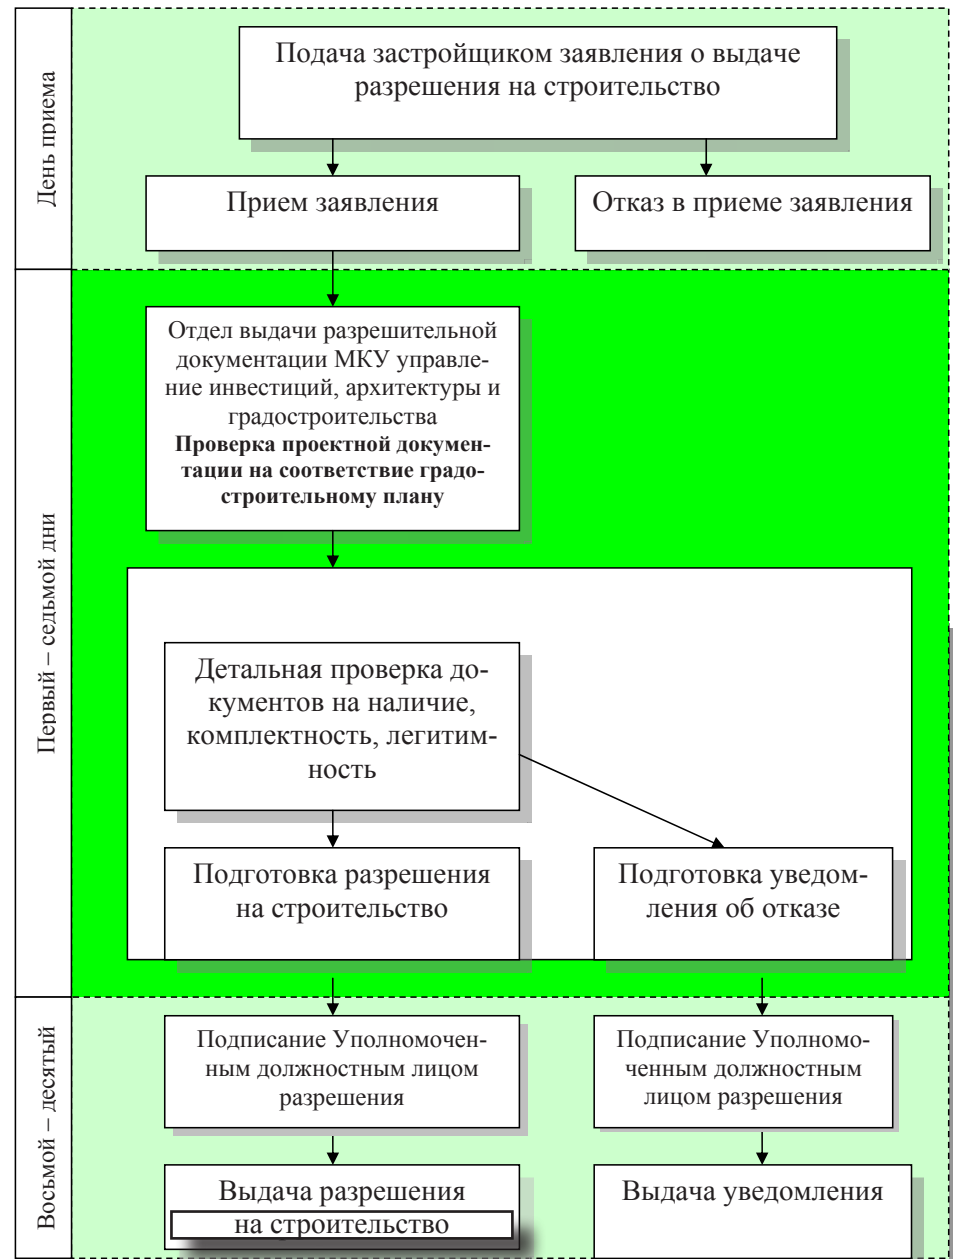 День приема
Подача застройщиком заявления о выдаче
разрешения на строительство
Прием заявления
Отказ в приеме заявления
Первый – седьмой дни
Отдел выдачи разрешительной
документации МКУ управле-
ние инвестиций, архитектуры и
градостроительства
Проверка проектной докумен-
тации на соответствие градо-
строительному плану
Детальная проверка до-
кументов на наличие,
комплектность, легитим-
ность
Подготовка разрешения
на строительство
Подготовка уведом-
ления об отказе
Восьмой – десятый
Подписание Уполномочен-
ным должностным лицом
разрешения
Подписание Уполномо-
ченным должностным
лицом разрешения
Выдача разрешения
на строительство
Выдача уведомления